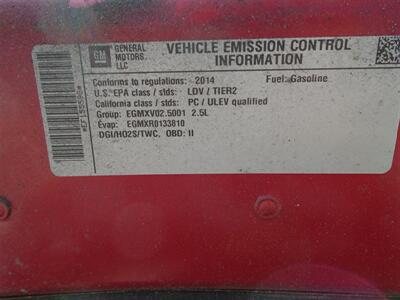 GM
GENERAL MOTORS, LLC
VEHICLE EMISSION CONTROL
INFORMATION
Conforms to regulations: 2014 Fuel: Gasoline
U.S. EPA class / stds: LDV / TIER2
California class / stds: PC / ULEV qualified
Group: EGMXV02.5001 2.5L
Evap: EGMXR0133810
DGI/HO2S/TWC, OBD: II